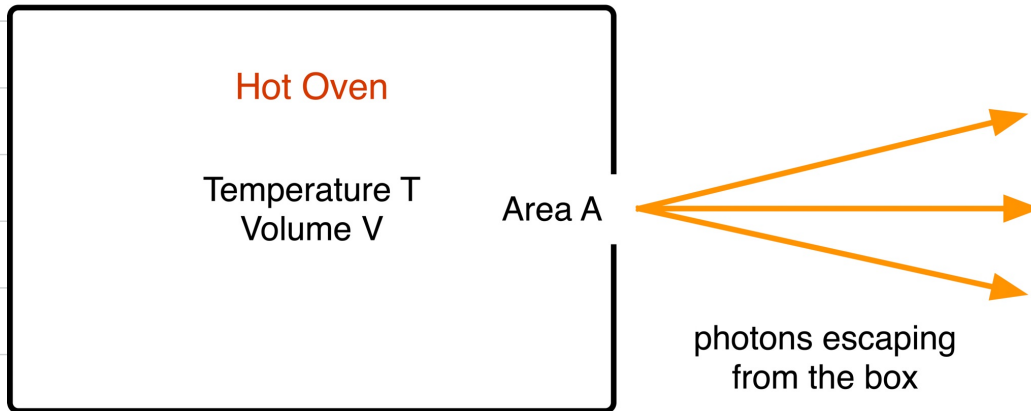 Hot Oven
Temperature T
Volume V
Area A
photons escaping
from the box